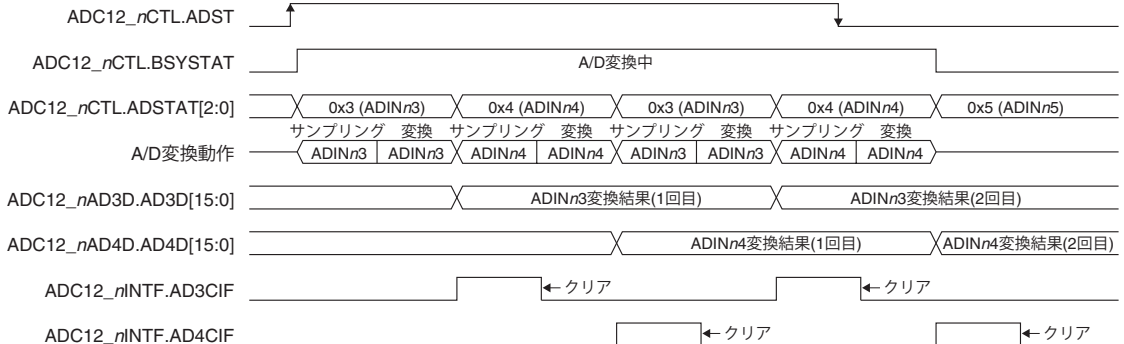 ADC12_nCTL.ADST
ADC12_nCTL.BSYSTAT A/D変換中
ADC12_nCTL.ADSTAT[2:0] 0x3 (ADINn3) 0x4 (ADINn4) 0x3 (ADINn3) 0x4 (ADINn4) 0x5 (ADINn5)
サンプリング 変換 サンプリング 変換 サンプリング 変換 サンプリング 変換
A/D変換動作 ADINn3 ADINn3 ADINn4 ADINn4 ADINn3 ADINn3 ADINn4 ADINn4
ADC12_nAD3D.AD3D[15:0] ADINn3変換結果(1回目) ADINn3変換結果(2回目)
ADC12_nAD4D.AD4D[15:0] ADINn4変換結果(1回目) ADINn4変換結果(2回目)
ADC12_nINTF.AD3CIF クリア クリア
ADC12_nINTF.AD4CIF クリア クリア